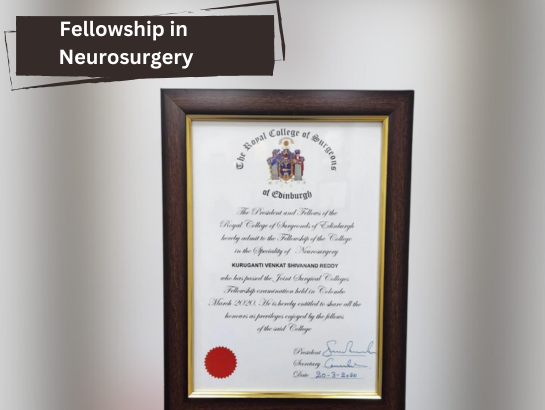 Fellowship in
Neurosurgery
The Royal College of Surgeons
of Edinburgh
The President and Fellows of the
Royal College of Surgeons of Edinburgh
hereby admit to the Fellowship of the College
in the Speciality of Neurosurgery
KURUGANTI VENKAT SHIVANAND REDDY
who has passed the Joint Surgical Colleges
Fellowship examination held in Colombo
March 2020. He is hereby entitled to share all the
honours as privileges enjoyed by the fellows
of the said College
President
Secretary
Date 20-3-2020